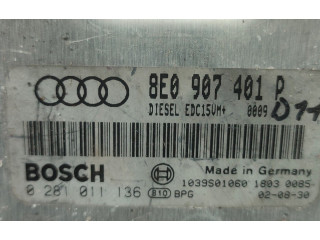 8E0 907 401 P
DIESEL EDC15VM+ 0009
BOSCH
Made in Germany
0 281 011 136 810 BPG
1039S01060 1803 0085
02-08-30